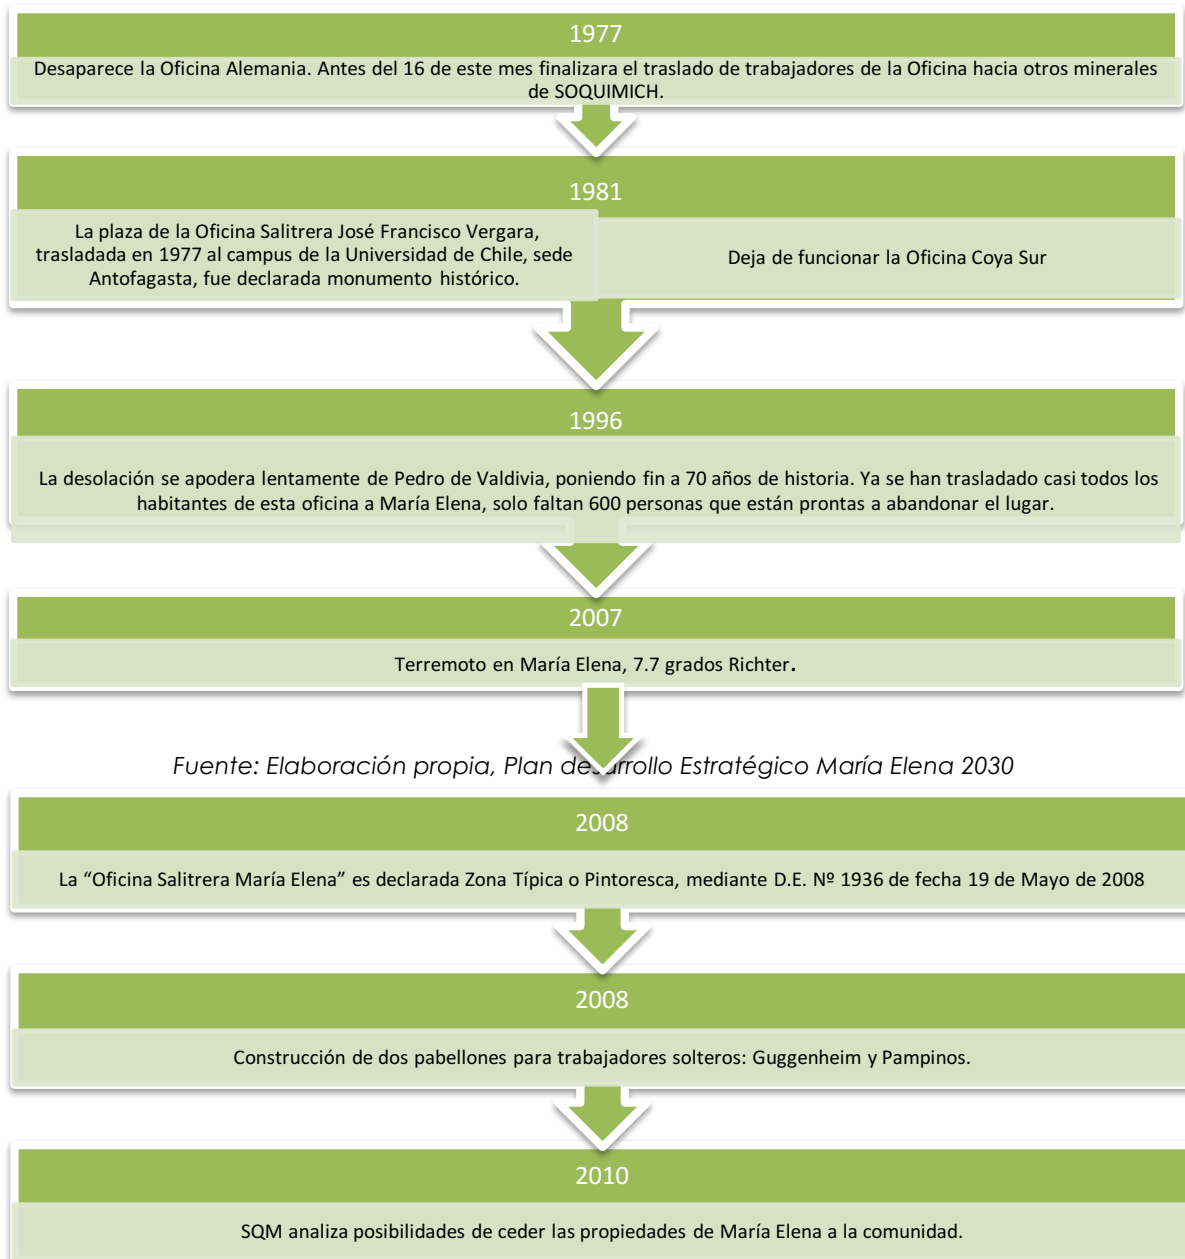 1977
Desaparece la Oficina Alemania. Antes del 16 de este mes finalizara el traslado de trabajadores de la Oficina hacia otros minerales
de SOQUIMICH.
1981
La plaza de la Oficina Salitrera José Francisco Vergara,
trasladada en 1977 al campus de la Universidad de Chile, sede
Antofagasta, fue declarada monumento histórico.
Deja de funcionar la Oficina Coya Sur
1996
La desolación se apodera lentamente de Pedro de Valdivia, poniendo fin a 70 años de historia. Ya se han trasladado casi todos los
habitantes de esta oficina a María Elena, solo faltan 600 personas que están prontas a abandonar el lugar.
2007
Terremoto en María Elena, 7.7 grados Richter.
Fuente: Elaboración propia, Plan desarrollo Estratégico María Elena 2030
2008
La “Oficina Salitrera María Elena” es declarada Zona Típica o Pintoresca, mediante D.E. Nº 1936 de fecha 19 de Mayo de 2008
2008
Construcción de dos pabellones para trabajadores solteros: Guggenheim y Pampinos.
2010
SQM analiza posibilidades de ceder las propiedades de María Elena a la comunidad.